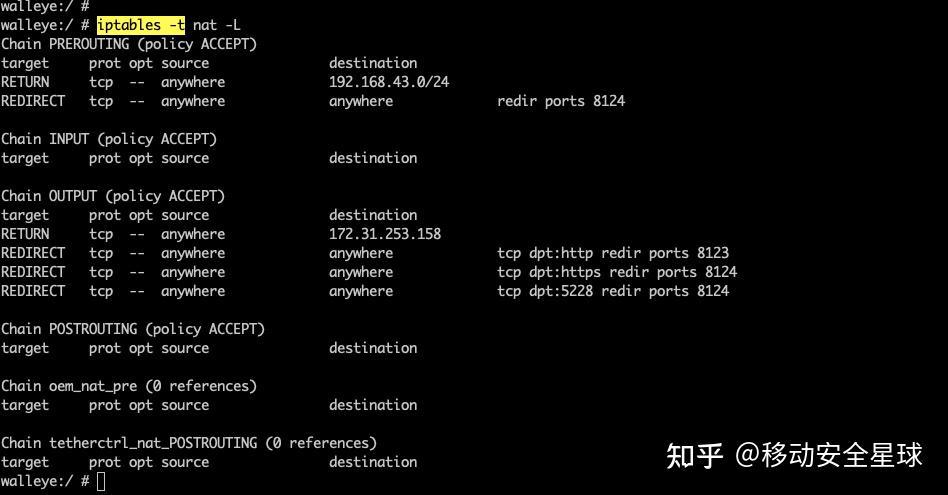 walleye:/ #
walleye:/ # iptables -t nat -L
Chain PREROUTING (policy ACCEPT)
target     prot opt source               destination
RETURN     tcp  --  anywhere             192.168.43.0/24
REDIRECT   tcp  --  anywhere             anywhere             redir ports 8124

Chain INPUT (policy ACCEPT)
target     prot opt source               destination

Chain OUTPUT (policy ACCEPT)
target     prot opt source               destination
RETURN     tcp  --  anywhere             172.31.253.158
REDIRECT   tcp  --  anywhere             anywhere             tcp dpt:http redir ports 8123
REDIRECT   tcp  --  anywhere             anywhere             tcp dpt:https redir ports 8124
REDIRECT   tcp  --  anywhere             anywhere             tcp dpt:5228 redir ports 8124

Chain POSTROUTING (policy ACCEPT)
target     prot opt source               destination

Chain oem_nat_pre (0 references)
target     prot opt source               destination

Chain tetherctrl_nat_POSTROUTING (0 references)
target     prot opt source               destination
walleye:/ #
知乎 @移动安全星球